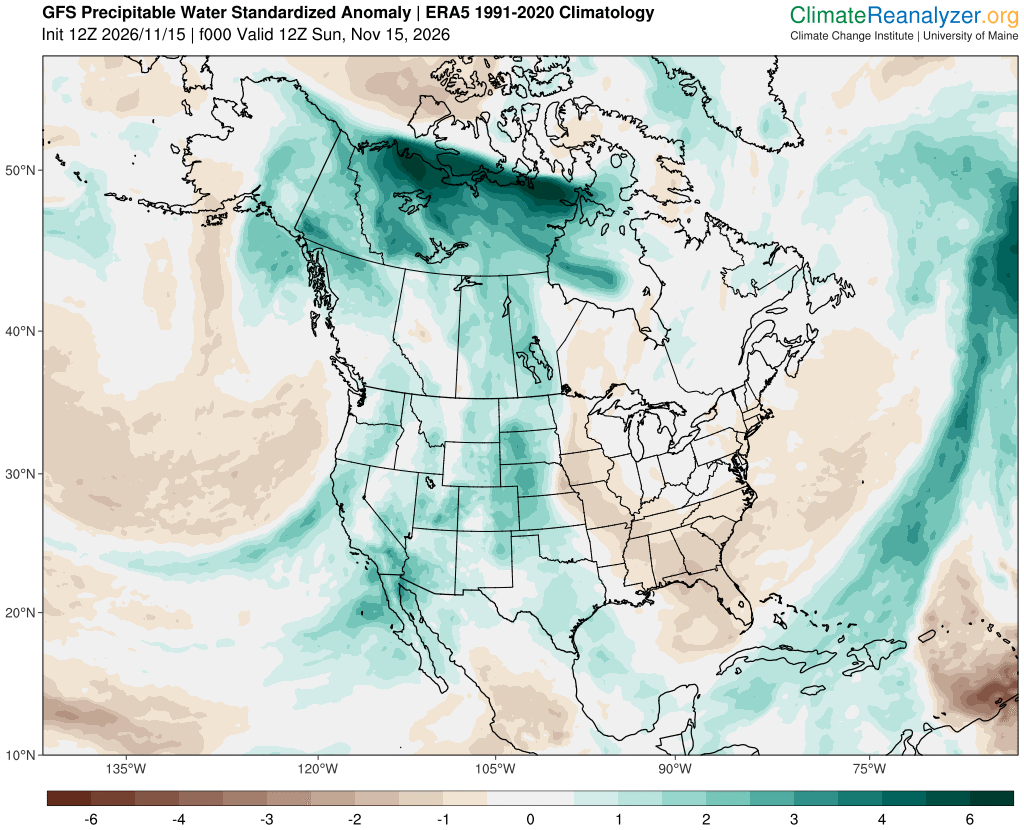 GFS Precipitable Water Standardized Anomaly | ERA5 1991-2020 Climatology
Init 12Z 2026/11/15 | f000 Valid 12Z Sun, Nov 15, 2026
ClimateReanalyzer.org
Climate Change Institute | University of Maine
50°N
40°N
30°N
20°N
10°N
135°W 120°W 105°W 90°W 75°W
-6 -4 -3 -2 -1 0 1 2 3 4 6